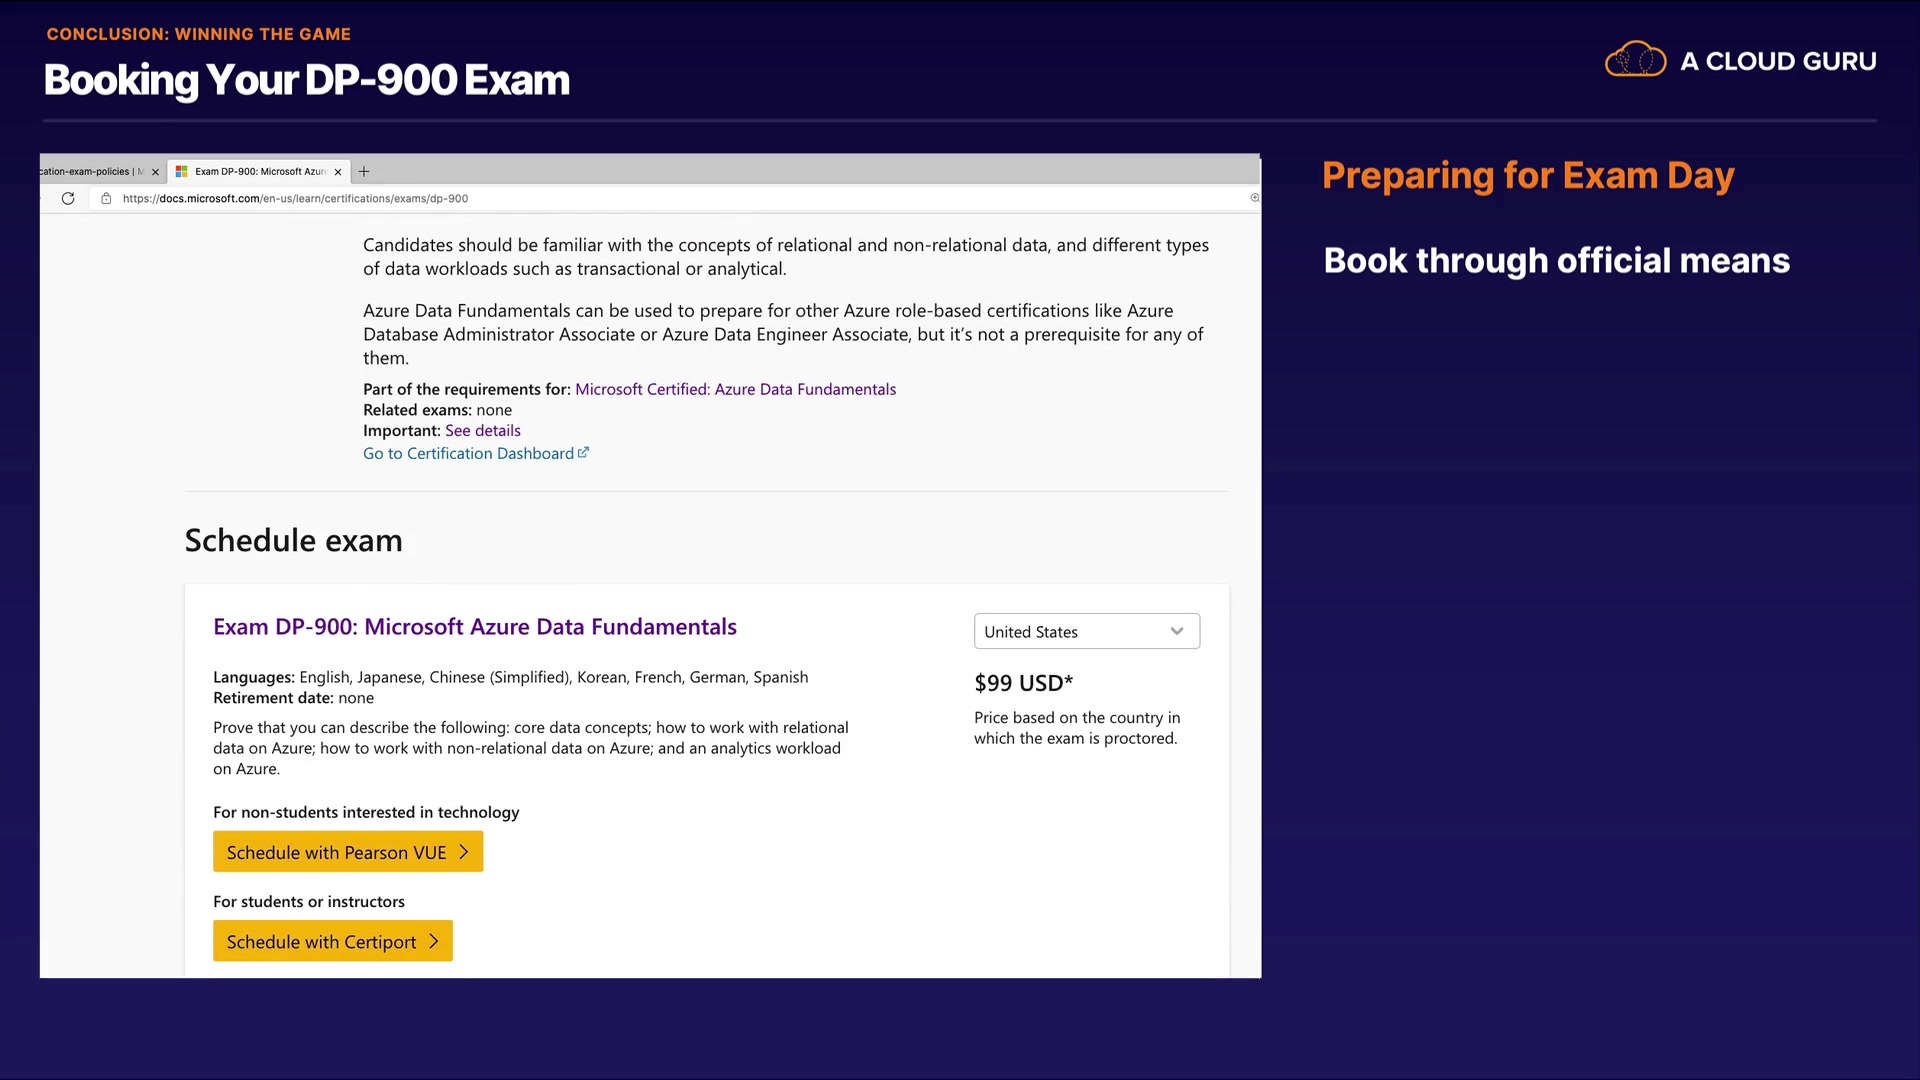 CONCLUSION: WINNING THE GAME
Booking Your DP-900 Exam
A CLOUD GURU
cation-exam-policies | M
Exam DP-900: Microsoft Azure
https://docs.microsoft.com/en-us/learn/certifications/exams/dp-900
Candidates should be familiar with the concepts of relational and non-relational data, and different types
of data workloads such as transactional or analytical.
Azure Data Fundamentals can be used to prepare for other Azure role-based certifications like Azure
Database Administrator Associate or Azure Data Engineer Associate, but it's not a prerequisite for any of
them.
Part of the requirements for: Microsoft Certified: Azure Data Fundamentals
Related exams: none
Important: See details
Go to Certification Dashboard
Schedule exam
Exam DP-900: Microsoft Azure Data Fundamentals
Languages: English, Japanese, Chinese (Simplified), Korean, French, German, Spanish
Retirement date: none
Prove that you can describe the following: core data concepts; how to work with relational
data on Azure; how to work with non-relational data on Azure; and an analytics workload
on Azure.
For non-students interested in technology
Schedule with Pearson VUE
For students or instructors
Schedule with Certiport
United States
$99 USD*
Price based on the country in
which the exam is proctored.
Preparing for Exam Day
Book through official means